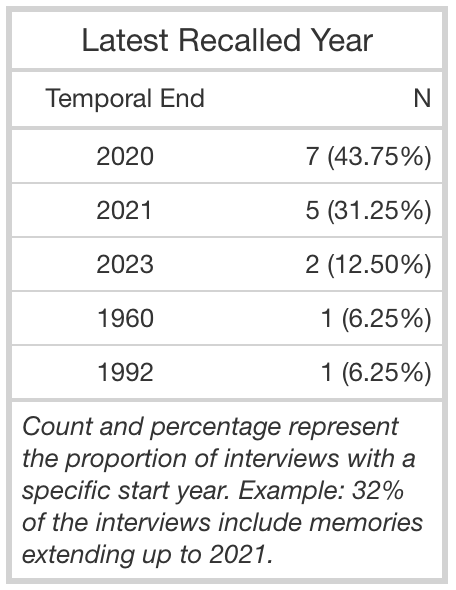 Latest Recalled Year
Temporal End N
2020 7 (43.75%)
2021 5 (31.25%)
2023 2 (12.50%)
1960 1 (6.25%)
1992 1 (6.25%)
Count and percentage represent
the proportion of interviews with a
specific start year. Example: 32%
of the interviews include memories
extending up to 2021.